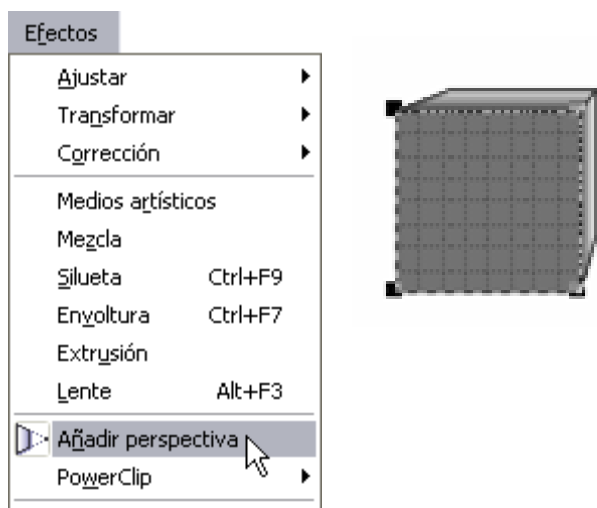 Efectos
Ajustar
Transformar
Corrección
Medios artísticos
Mezcla
Silueta Ctrl+F9
Envoltura Ctrl+F7
Extrusión
Lente Alt+F3
Añadir perspectiva
PowerClip